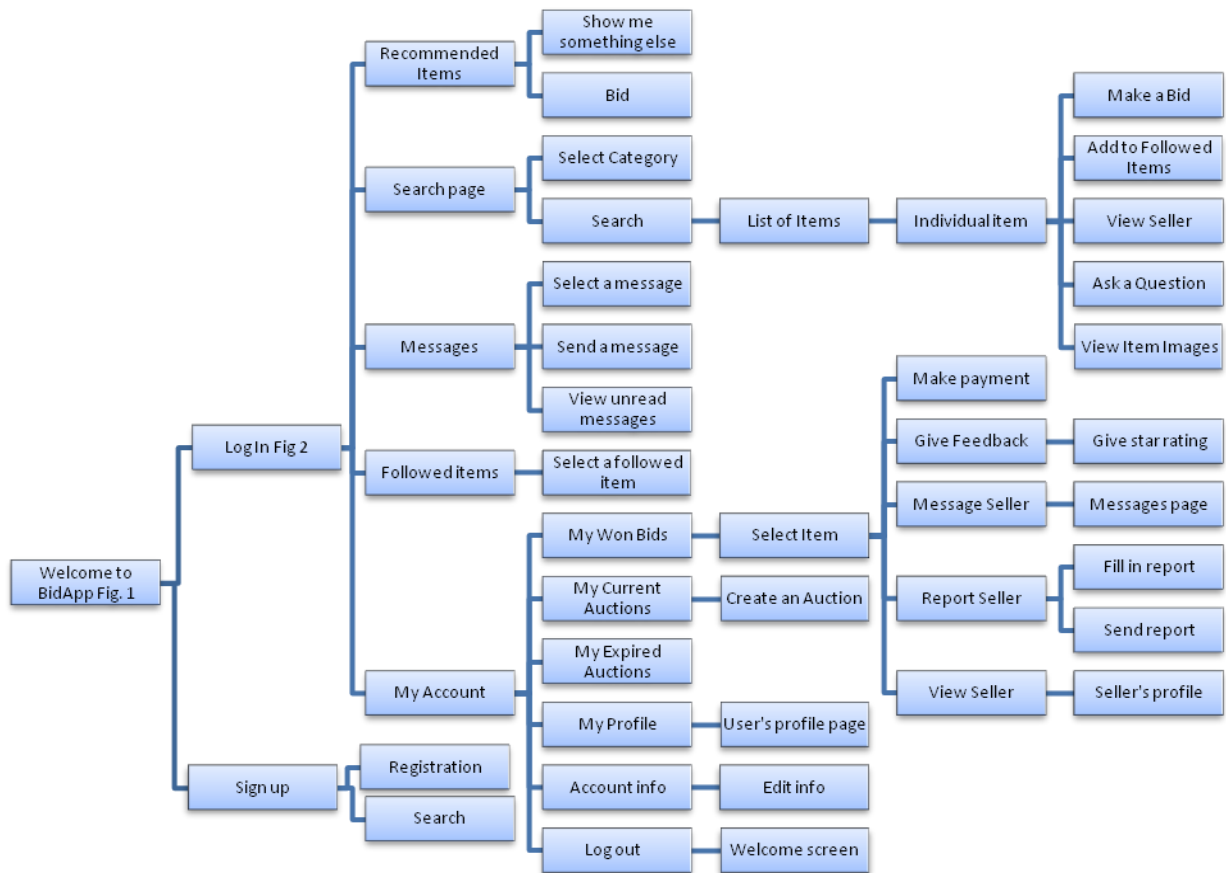 Show me
something else
Recommended
Items
Bid
Make a Bid
Select Category
Add to Followed
Items
Search page
Search
List of Items
Individual item
View Seller
Select a message
Ask a Question
Messages
Send a message
View Item Images
View unread
messages
Make payment
Log In Fig 2
Give Feedback
Give star rating
Followed items
Select a followed
item
Message Seller
Messages page
My Won Bids
Select Item
Welcome to
BidApp Fig. 1
Fill in report
My Current
Auctions
Create an Auction
Report Seller
Send report
My Expired
Auctions
My Account
View Seller
Seller's profile
My Profile
User's profile page
Registration
Sign up
Account info
Edit info
Search
Log out
Welcome screen